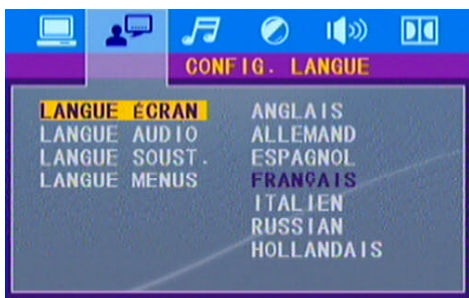 CONFIG. LANGUE
LANGUE ÉCRAN
LANGUE AUDIO
LANGUE SOUST.
LANGUE MENUS
ANGLAIS
ALLEMAND
ESPAGNOL
FRANÇAIS
ITALIEN
RUSSIAN
HOLLANDAIS